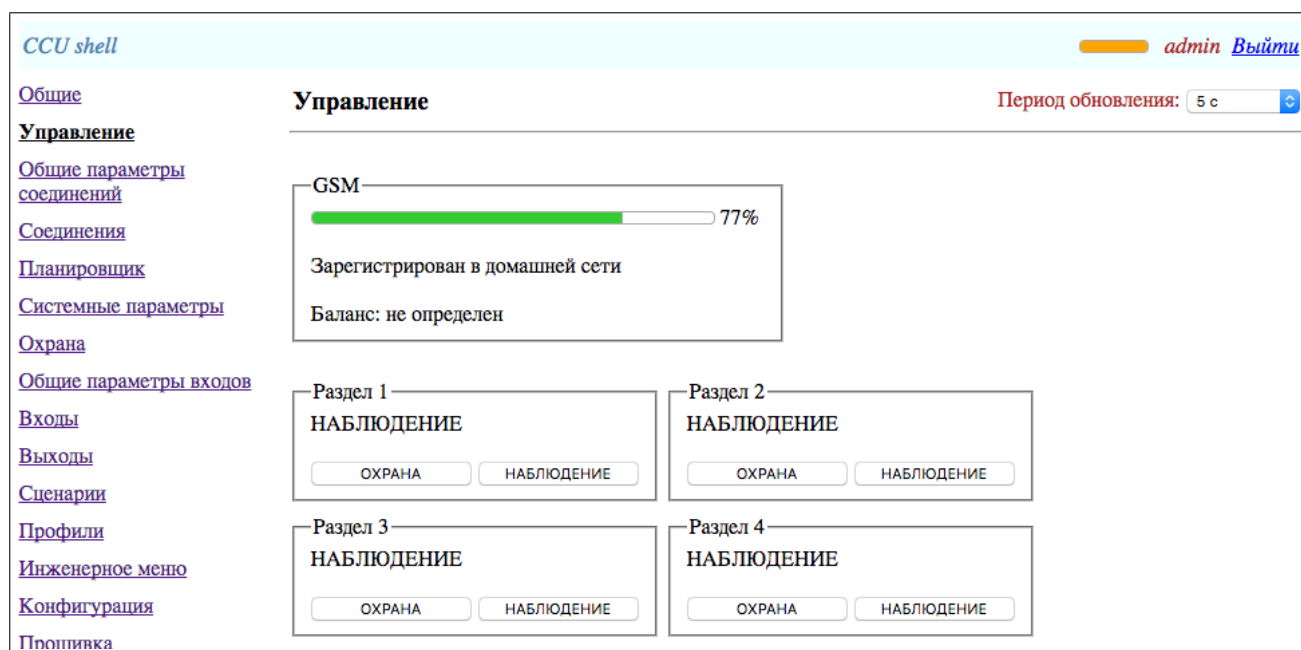 CCU shell
admin Выйти
Общие
Управление
Общие параметры
соединений
Соединения
Планировщик
Системные параметры
Охрана
Общие параметры входов
Входы
Выходы
Сценарии
Профили
Инженерное меню
Конфигурация
Прошивка
Управление
Период обновления: 5 с
GSM
77%
Зарегистрирован в домашней сети
Баланс: не определен
Раздел 1
НАБЛЮДЕНИЕ
ОХРАНА НАБЛЮДЕНИЕ
Раздел 2
НАБЛЮДЕНИЕ
ОХРАНА НАБЛЮДЕНИЕ
Раздел 3
НАБЛЮДЕНИЕ
ОХРАНА НАБЛЮДЕНИЕ
Раздел 4
НАБЛЮДЕНИЕ
ОХРАНА НАБЛЮДЕНИЕ